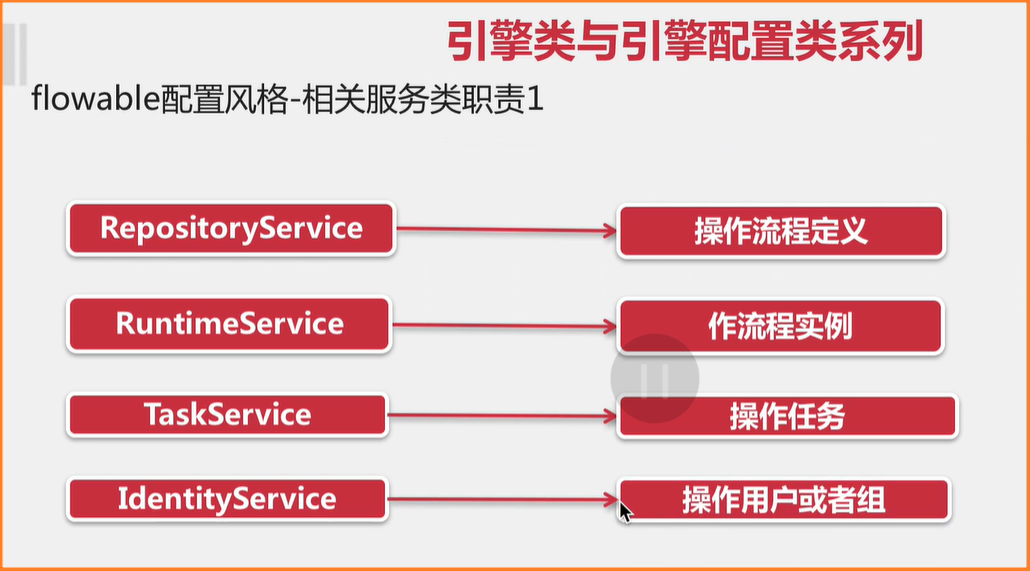 引擎类与引擎配置类系列
flowable配置风格-相关服务类职责1
RepositoryService
操作流程定义
RuntimeService
作流程实例
TaskService
操作任务
IdentityService
操作用户或者组